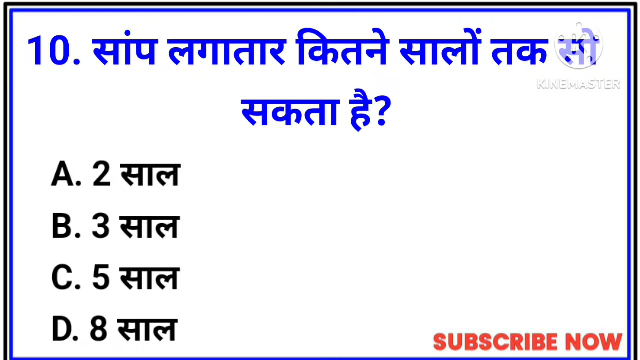 10. सांप लगातार कितने सालों तक सो
KINEMASTER
सकता है?
A. 2 साल
B. 3 साल
C. 5 साल
D. 8 साल
SUBSCRIBE NOW